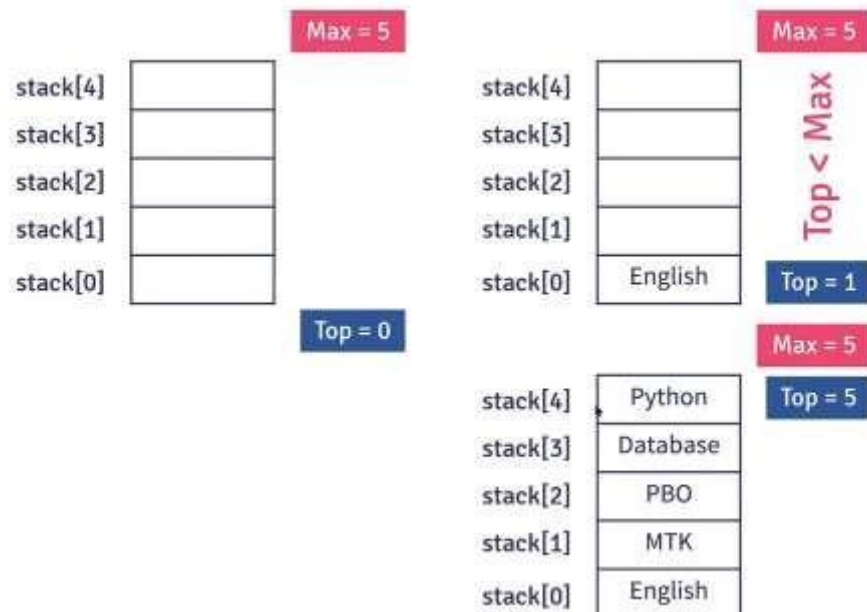 Max = 5
stack[4]
stack[3]
stack[2]
stack[1]
stack[0]
Top = 0
Max = 5
stack[4]
stack[3]
stack[2]
stack[1]
stack[0] English
Top < Max
Top = 1
Max = 5
Top = 5
stack[4] Python
stack[3] Database
stack[2] PBO
stack[1] MTK
stack[0] English